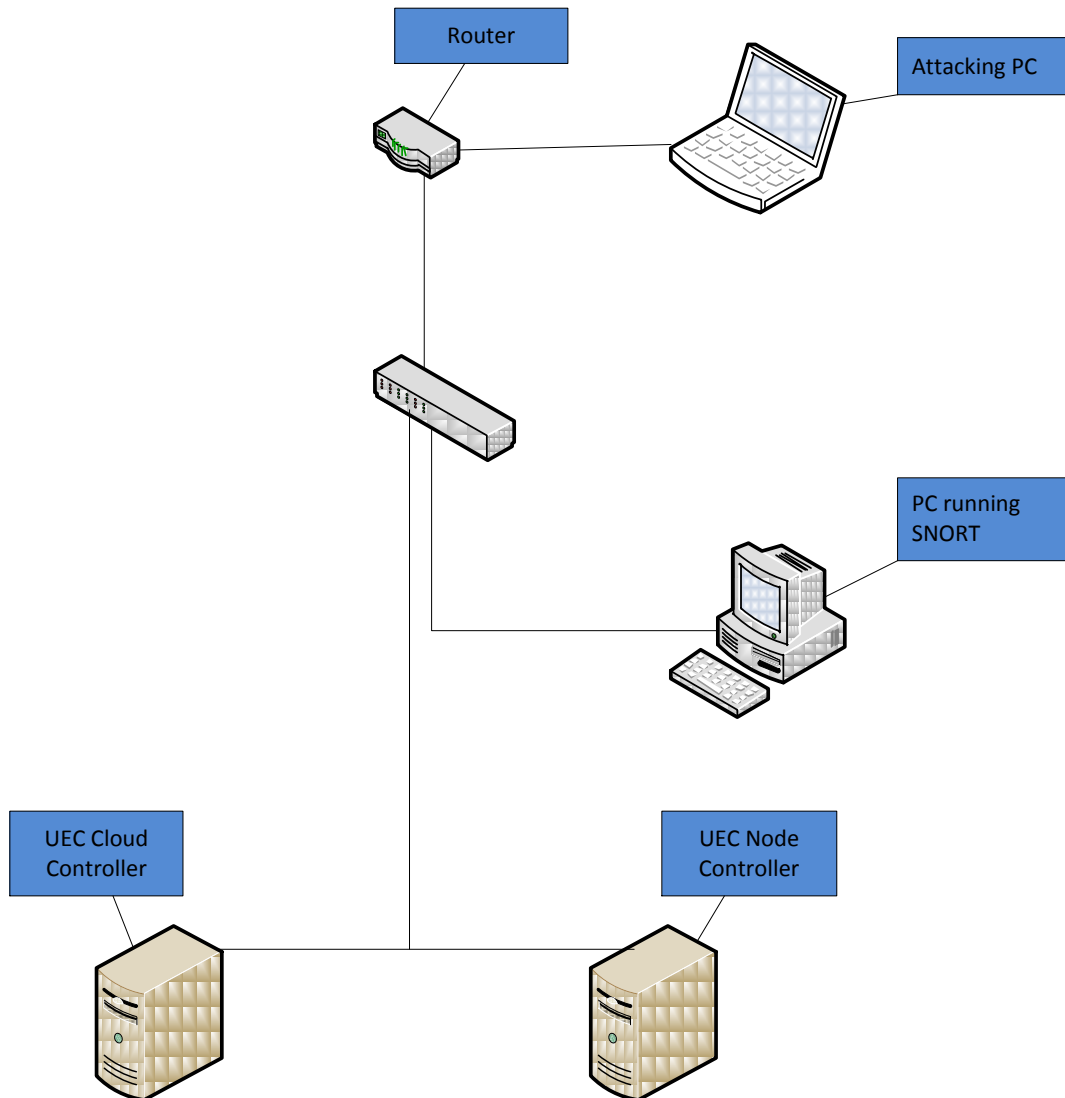 Router
Attacking PC
PC running
SNORT
UEC Cloud
Controller
UEC Node
Controller